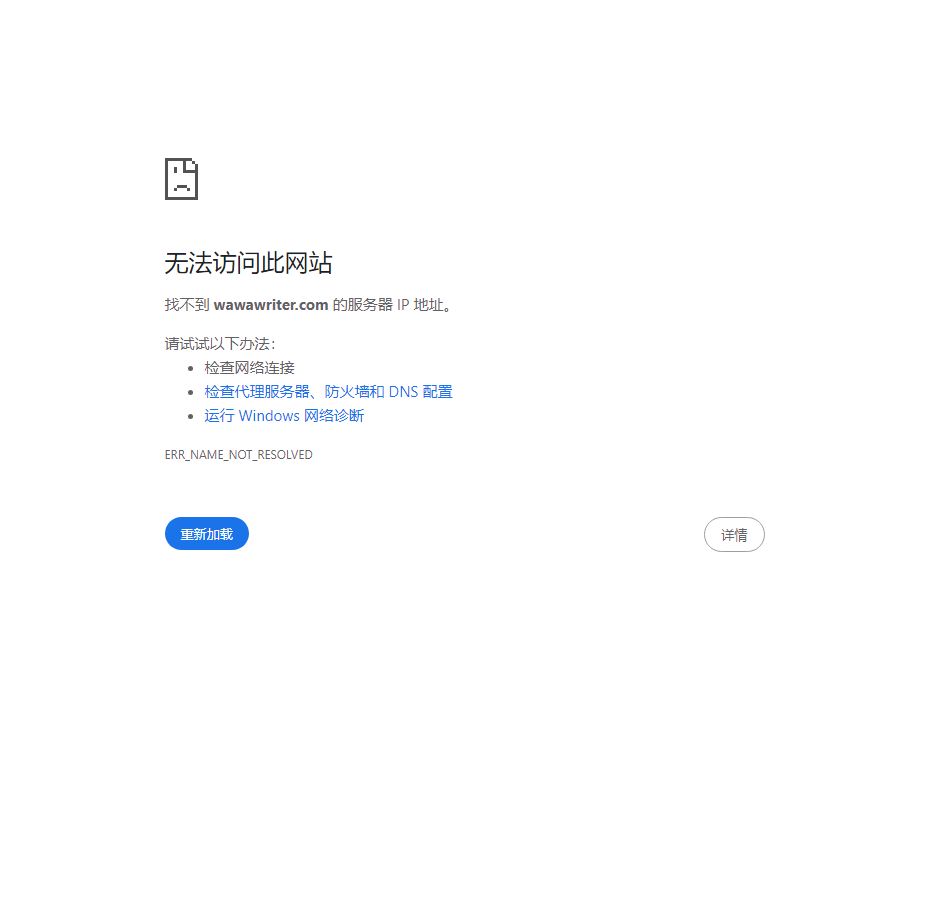 无法访问此网站
找不到 wawawriter.com 的服务器 IP 地址。
请试试以下办法：
检查网络连接
检查代理服务器、防火墙和 DNS 配置
运行 Windows 网络诊断
ERR_NAME_NOT_RESOLVED
重新加载
详情